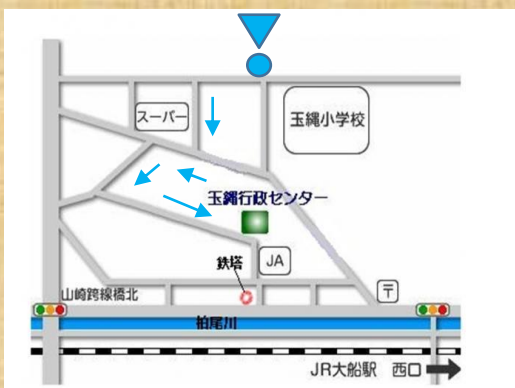 スーパー
玉縄小学校
玉縄行政センター
鉄塔
JA
山崎跨線橋北
〒
柏尾川
JR大船駅 西口